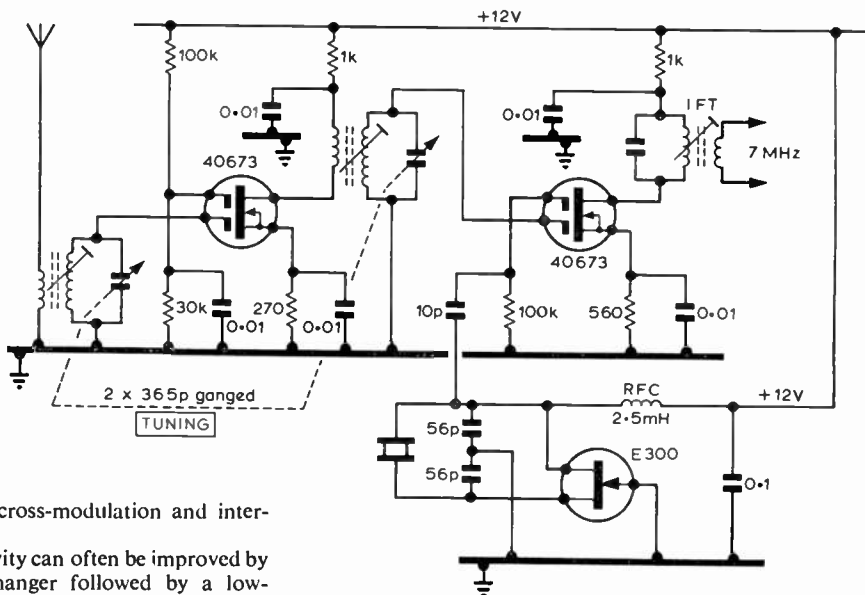 +12V
100k
1k
1k
0·01
0·01
IFT
7 MHz
40673
40673
30k
0·01
270
0·01
10p
100k
560
0·01
2 x 365p ganged
TUNING
RFC
2·5mH
+12V
56p
56p
E300
0·1
cross-modulation and inter-
vity can often be improved by
hanger followed by a low-